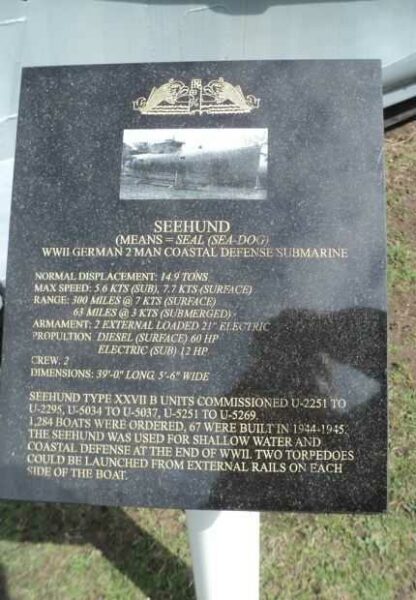 SEEHUND
(MEANS = SEAL (SEA-DOG)
WWII GERMAN 2 MAN COASTAL DEFENSE SUBMARINE
NORMAL DISPLACEMENT: 14.9 TONS
MAX SPEED: 5.6 KTS (SUB), 7.7 KTS (SURFACE)
RANGE: 300 MILES @ 7 KTS (SURFACE)
63 MILES @ 3 KTS (SUBMERGED)
ARMAMENT: 2 EXTERNAL LOADED 21" ELECTRIC
PROPULTION DIESEL (SURFACE) 60 HP
ELECTRIC (SUB) 12 HP
CREW: 2
DIMENSIONS: 39'-0" LONG, 5'-6" WIDE
SEEHUND TYPE XXVII B UNITS COMMISSIONED U-2251 TO
U-2295, U-5034 TO U-5037, U-5251 TO U-5269.
1,284 BOATS WERE ORDERED, 67 WERE BUILT IN 1944-1945.
THE SEEHUND WAS USED FOR SHALLOW WATER AND
COASTAL DEFENSE AT THE END OF WWII. TWO TORPEDOES
COULD BE LAUNCHED FROM EXTERNAL RAILS ON EACH
SIDE OF THE BOAT.